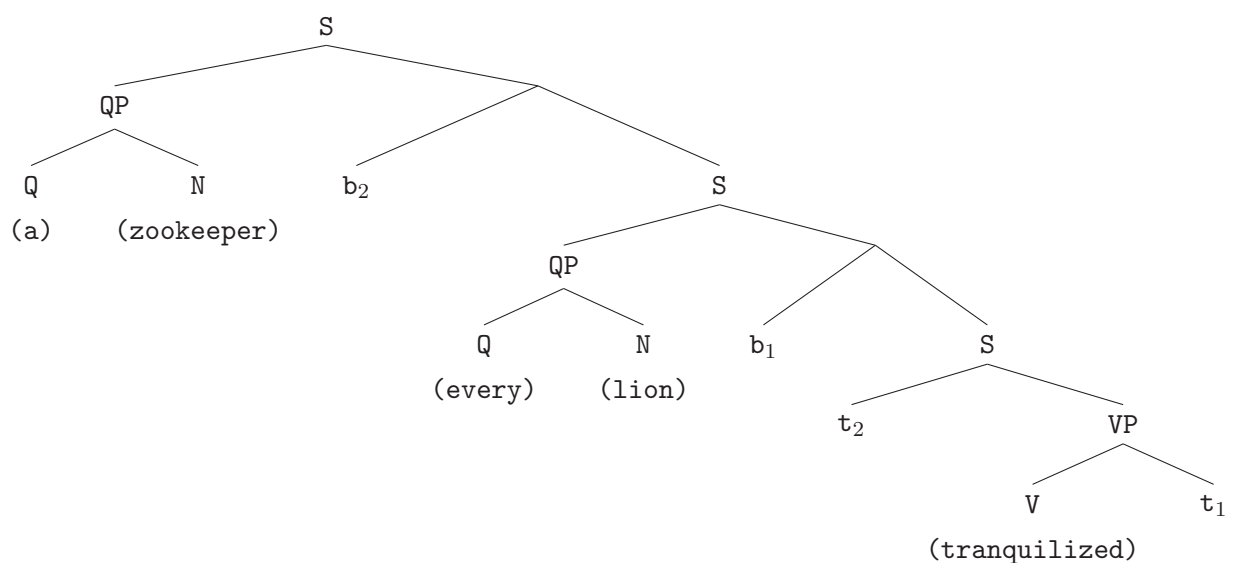 S
QP
Q N b₂ S
(a) (zookeeper)
QP
Q N b₁ S
(every) (lion)
t₂ VP
V t₁
(tranquilized)